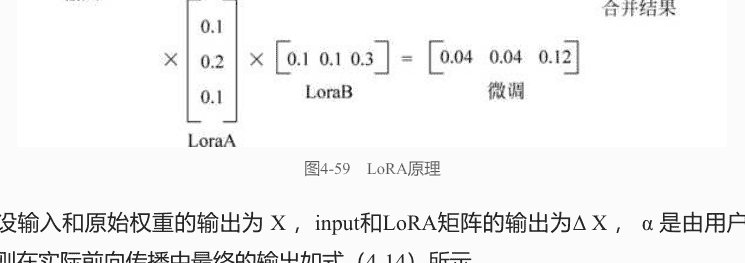 合并结果
0.1
× 0.2 × 0.1 0.1 0.3 = 0.04 0.04 0.12
0.1
LoraB 微调
LoraA
图4-59 LoRA原理
设输入和原始权重的输出为 X ，input和LoRA矩阵的输出为Δ X ， α 是由用户
则在实际前向传播中最终的输出如式（4-14）所示